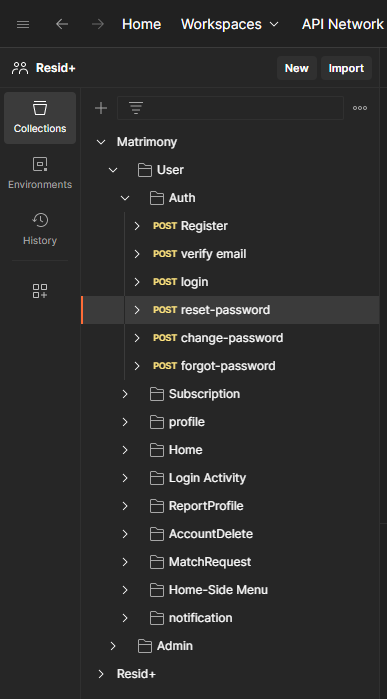 Home Workspaces API Network
Resid+ New Import
Collections
Environments
History
Matrimony
User
Auth
POST Register
POST verify email
POST login
POST reset-password
POST change-password
POST forgot-password
Subscription
profile
Home
Login Activity
ReportProfile
AccountDelete
MatchRequest
Home-Side Menu
notification
Admin
Resid+